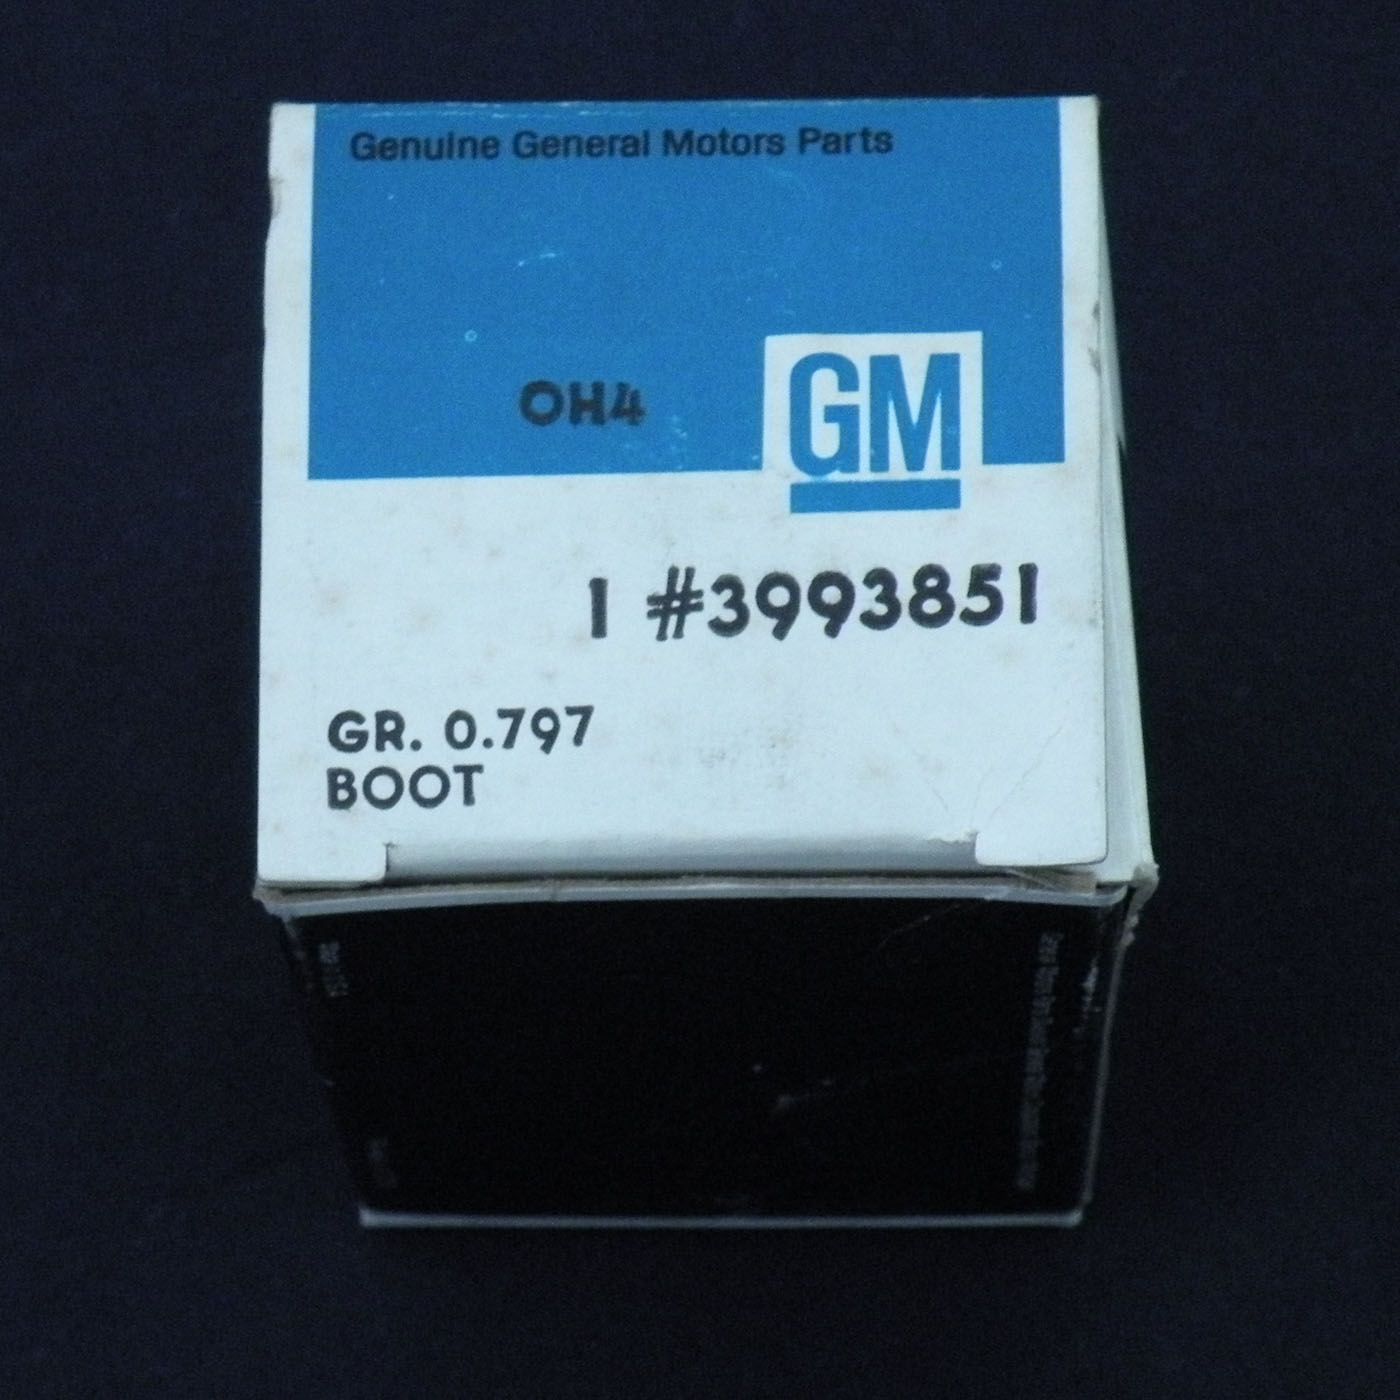 Genuine General Motors Parts
OH4
GM
1 #3993851
GR. 0.797
BOOT